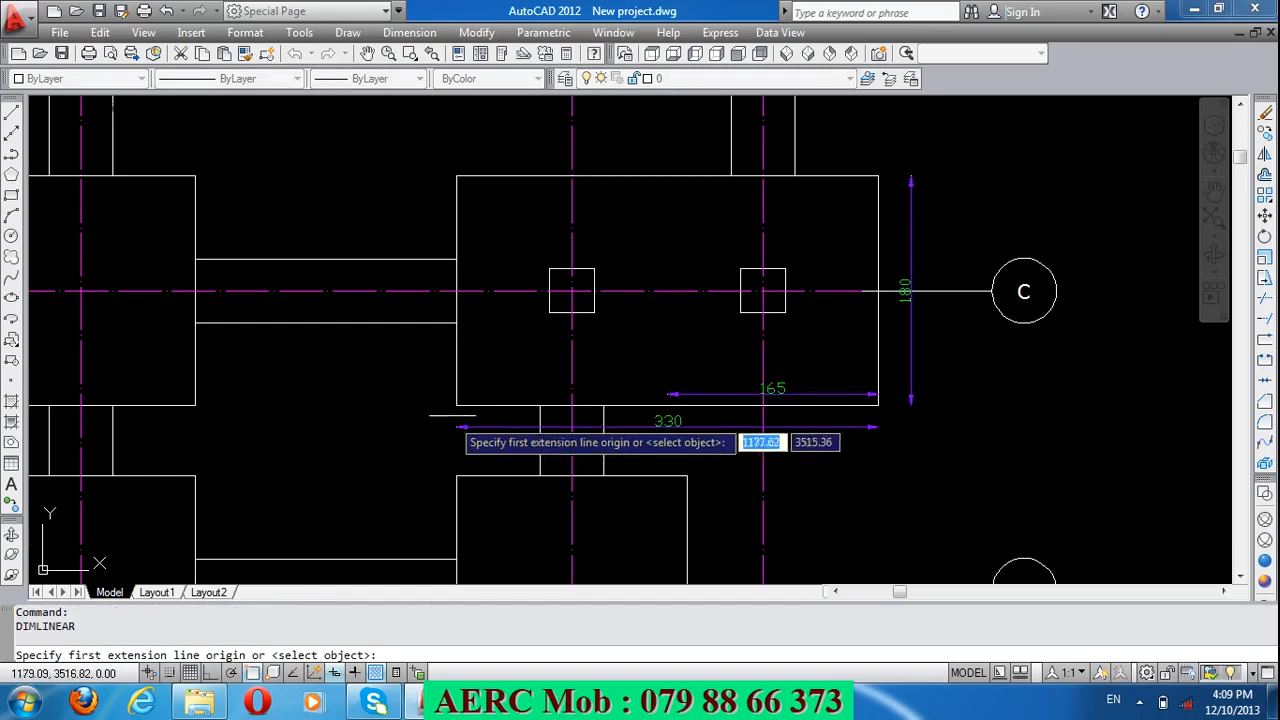 Special Page
AutoCAD 2012 New project.dwg
Type a keyword or phrase
Sign In
File Edit View Insert Format Tools Draw Dimension Modify Parametric Window Help Express Data View
ByLayer ByLayer ByLayer ByColor 0
180
C
165
330
Specify first extension line origin or <select object>: 1177.62 3515.36
Y
X
Model Layout1 Layout2
Command:
DIMLINEAR
Specify first extension line origin or <select object>:
1179.09, 3516.82, 0.00
MODEL
1:1
AERC Mob : 079 88 66 373
EN
4:09 PM
12/10/2013